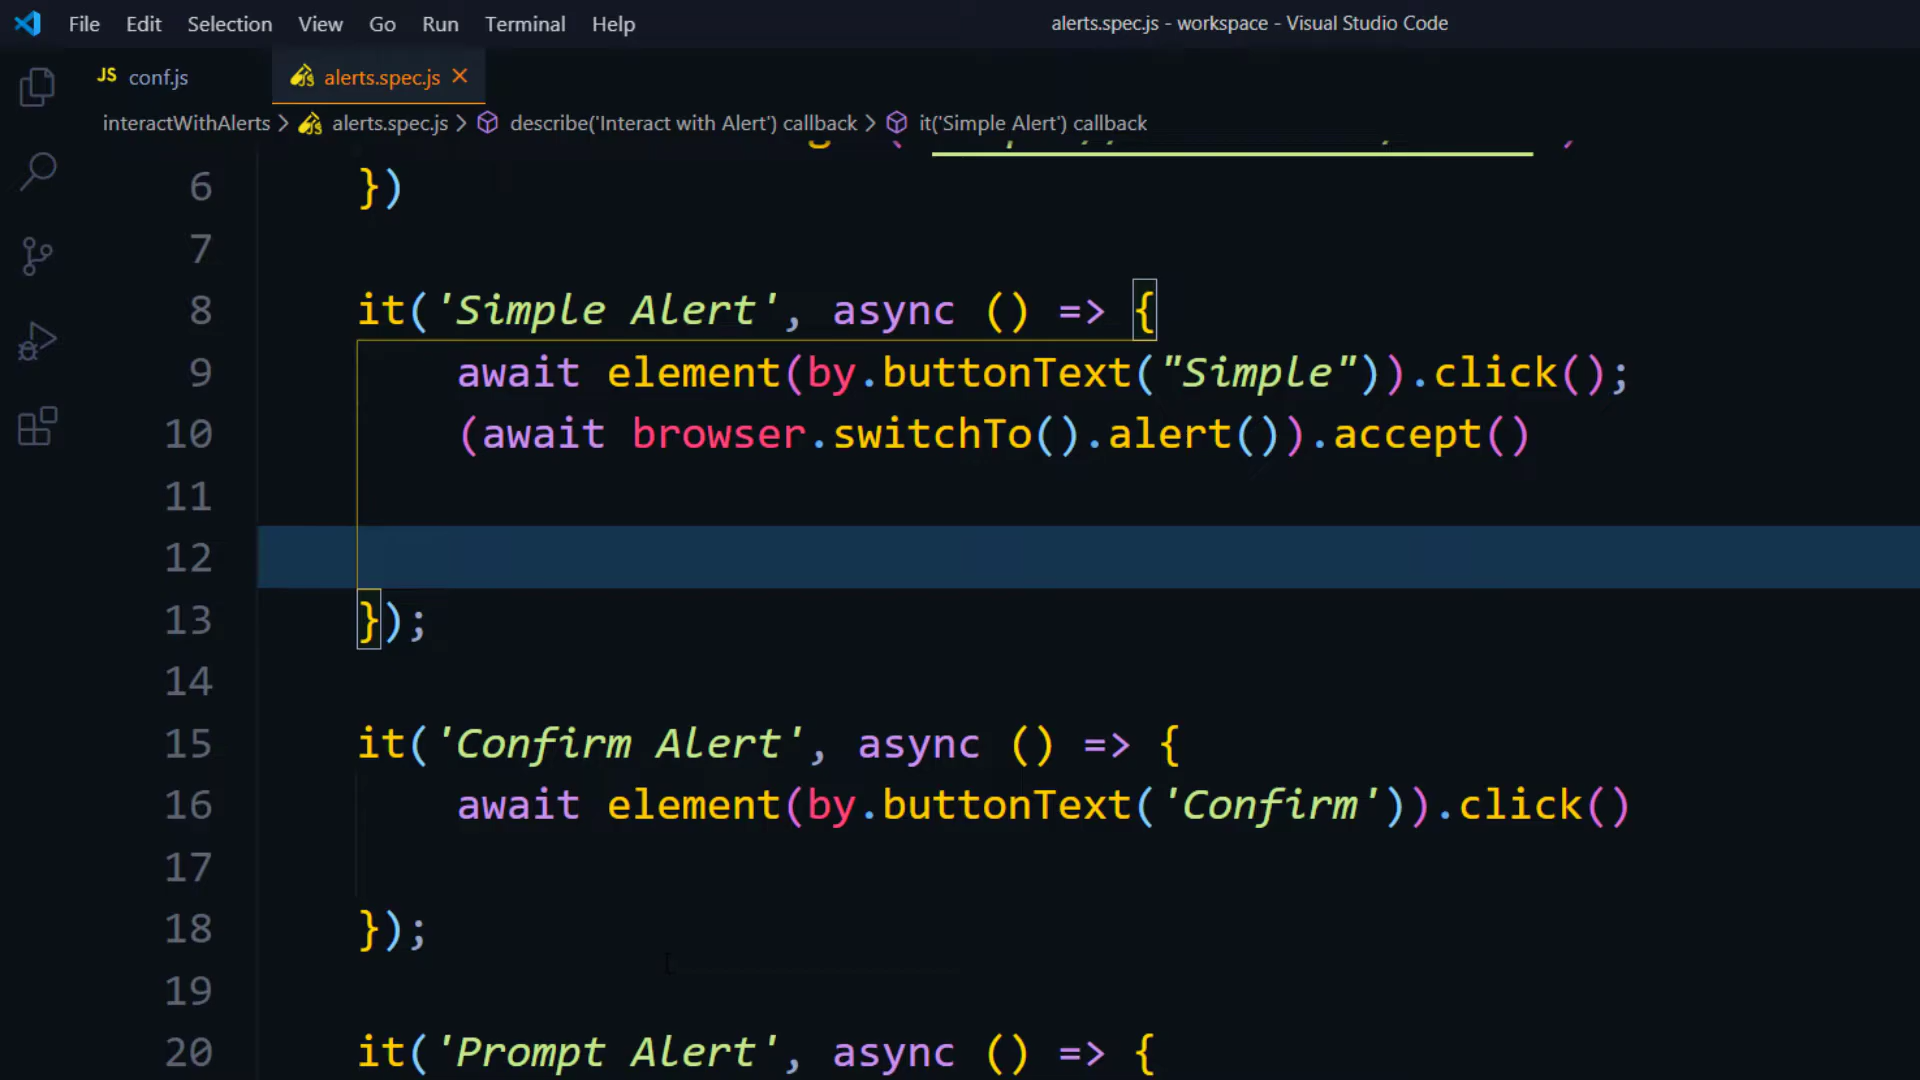 File Edit Selection View Go Run Terminal Help alerts.spec.js - workspace - Visual Studio Code
JS conf.js alerts.spec.js
interactWithAlerts > alerts.spec.js > describe('Interact with Alert') callback > it('Simple Alert') callback
6 })
7
8 it('Simple Alert', async () => {
9 await element(by.buttonText("Simple")).click();
10 (await browser.switchTo().alert()).accept()
11
12
13 });
14
15 it('Confirm Alert', async () => {
16 await element(by.buttonText('Confirm')).click()
17
18 });
19
20 it('Prompt Alert', async () => {